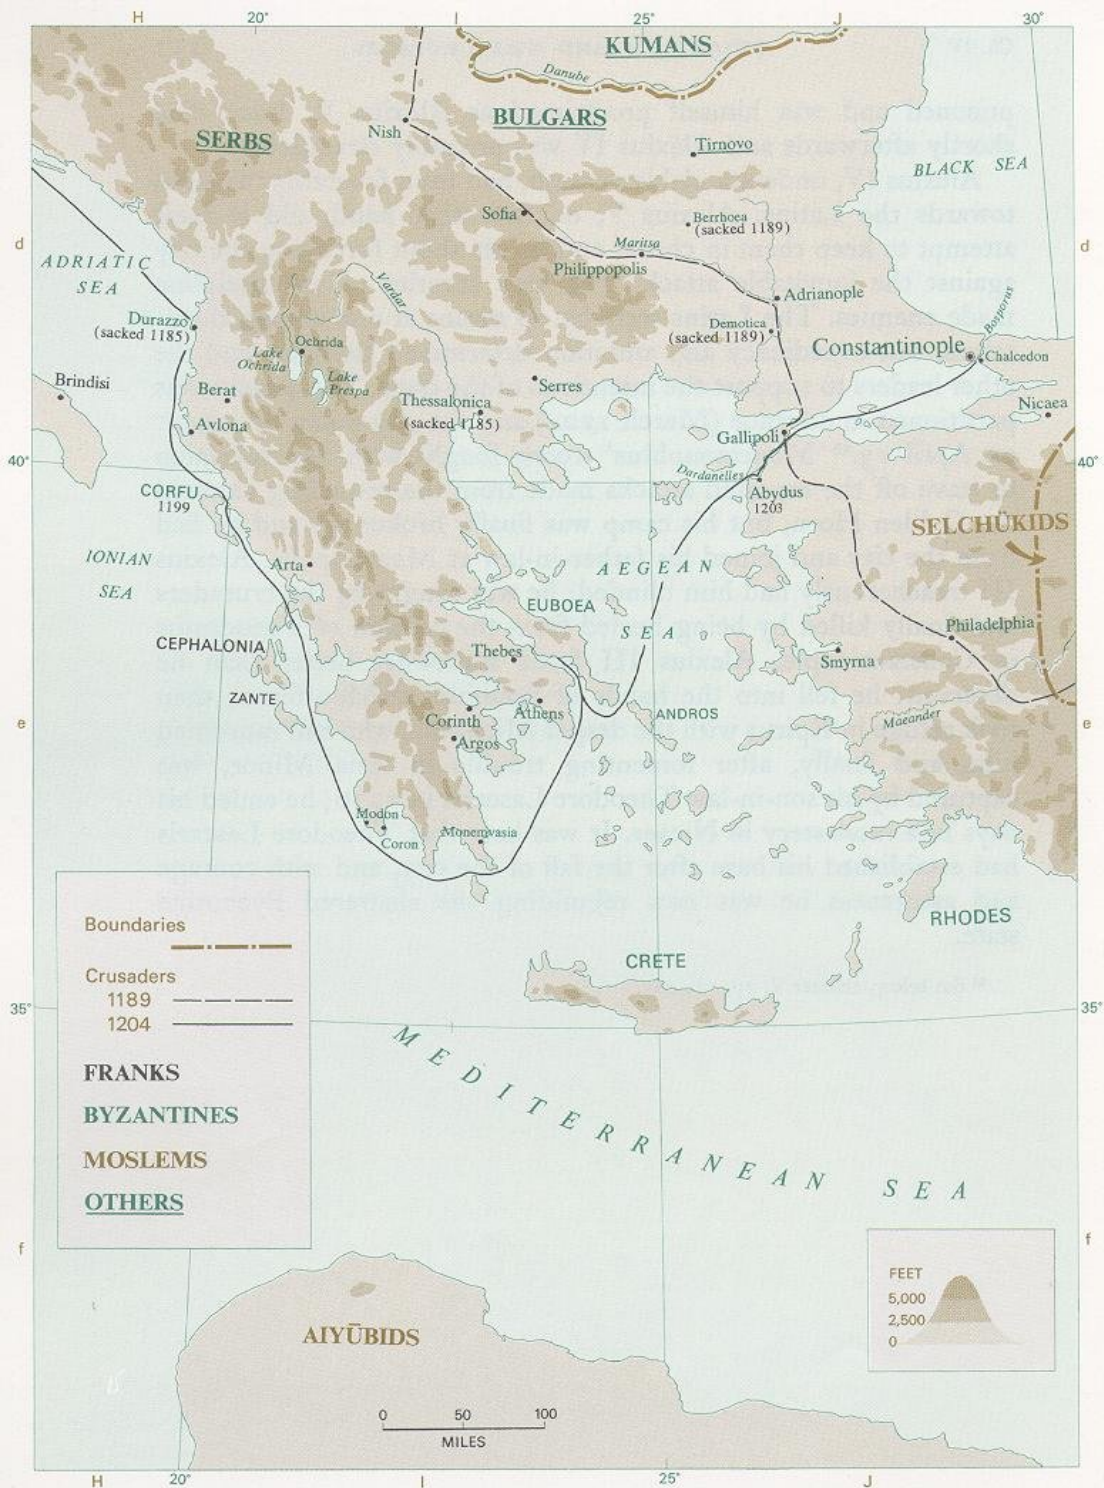 H
20°
I
25°
J
30°
KUMANS
Danube
BULGARS
Nish
SERBS
Tirnovo
BLACK SEA
Sofia
Berrhoea
(sacked 1189)
d
Maritsa
d
ADRIATIC
SEA
Philippopolis
Vardar
Adrianople
Bosporus
Durazzo
(sacked 1185)
Demotica
(sacked 1189)
Ochrida
Constantinople
Chalcedon
Lake
Ochrida
Lake
Prespa
Brindisi
Berat
Serres
Thessalonica
(sacked 1185)
Nicaea
Avlona
Gallipoli
40°
40°
Dardanelles
CORFU
1199
Abydus
1203
SELCHÜKIDS
IONIAN
SEA
Arta
AEGEAN
SEA
EUBOEA
Philadelphia
CEPHALONIA
Thebes
Smyrna
ZANTE
Athens
ANDROS
Corinth
Maeander
e
e
Argos
Modon
Coron
Monemvasia
RHODES
CRETE
Boundaries
Crusaders
1189
1204
35°
35°
FRANKS
BYZANTINES
MOSLEMS
OTHERS
MEDITERRANEAN SEA
f
f
FEET
5,000
2,500
0
AIYŪBIDS
0 50 100
MILES
H
20°
I
25°
J